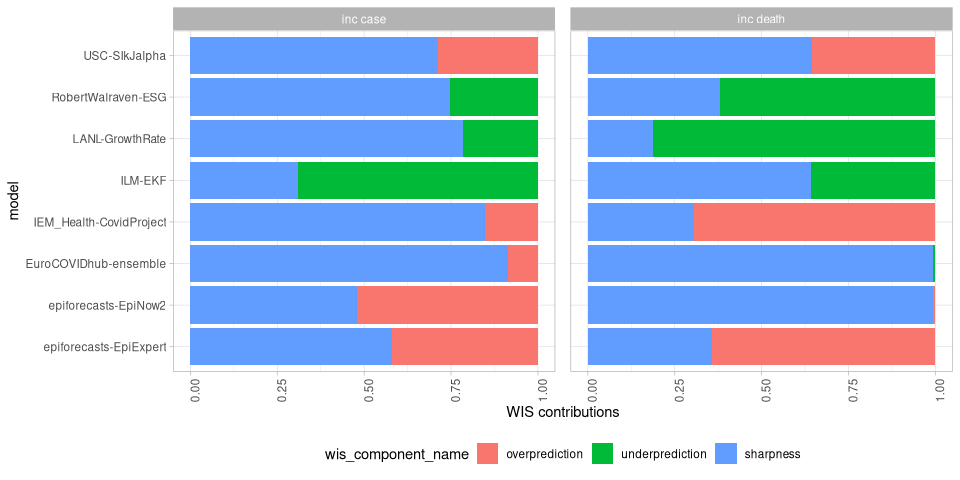 inc case
inc death
model
USC-SIkJalpha
RobertWalraven-ESG
LANL-GrowthRate
ILM-EKF
IEM_Health-CovidProject
EuroCOVIDhub-ensemble
epiforecasts-EpiNow2
epiforecasts-EpiExpert
0.00 0.25 0.50 0.75 1.00
0.00 0.25 0.50 0.75 1.00
WIS contributions
wis_component_name overprediction underprediction sharpness